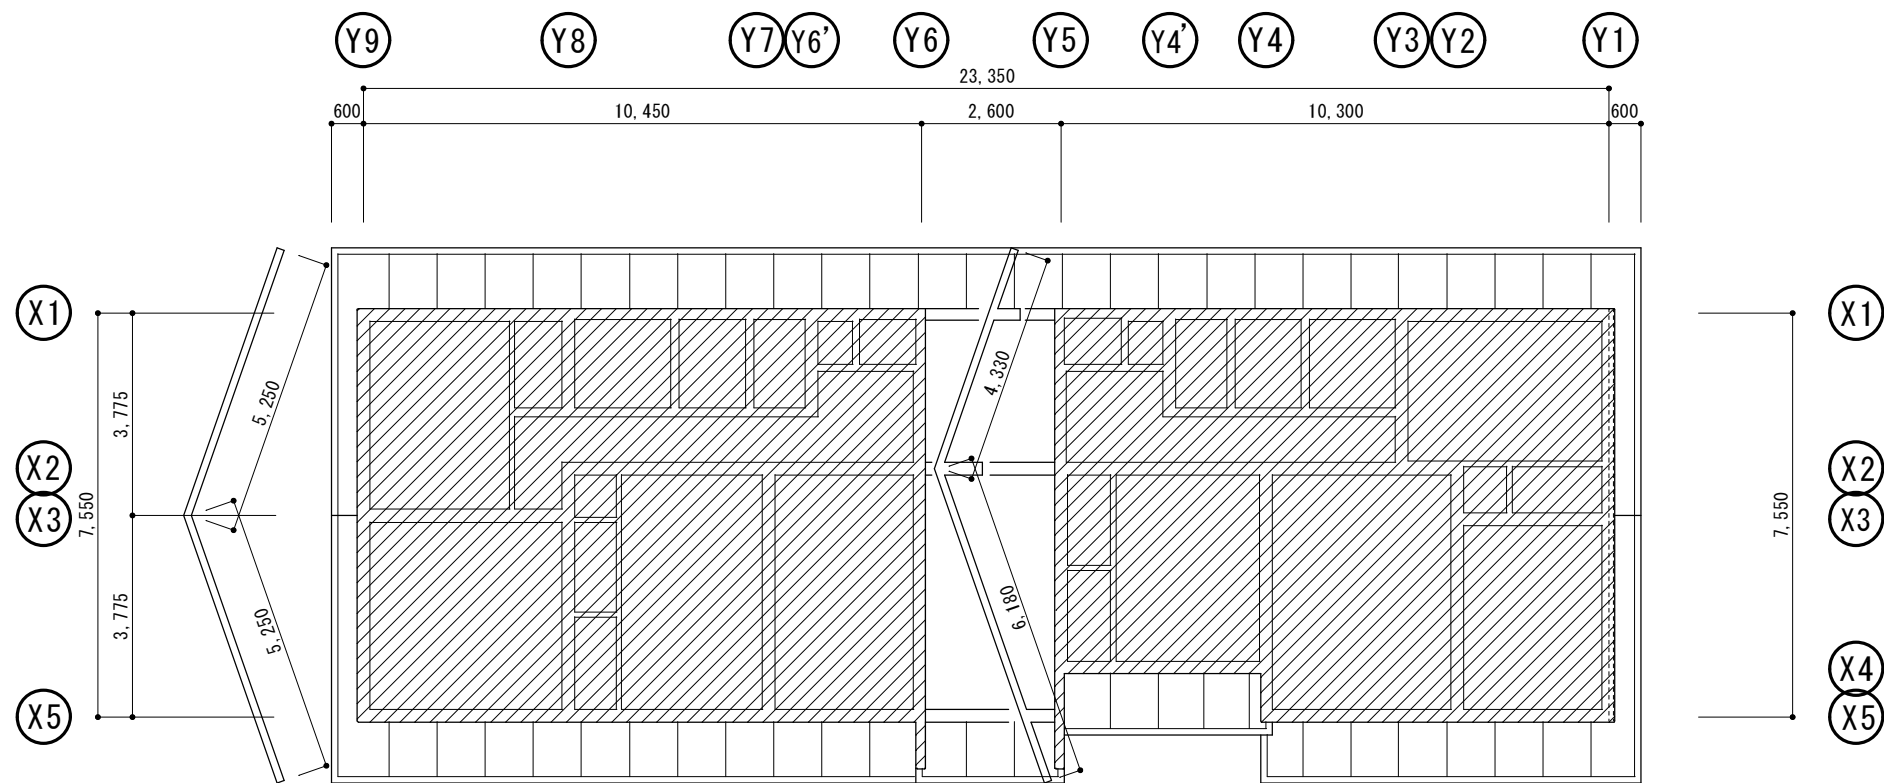 Y9 Y8 Y7 Y6' Y6 Y5 Y4' Y4 Y3 Y2 Y1
23,350
600 10,450 2,600 10,300 600
X1 X1
3,775 5,250 4,330
X2 X2
7,550 7,550
X3 X3
3,775 5,250 6,180
X4
X5 X5